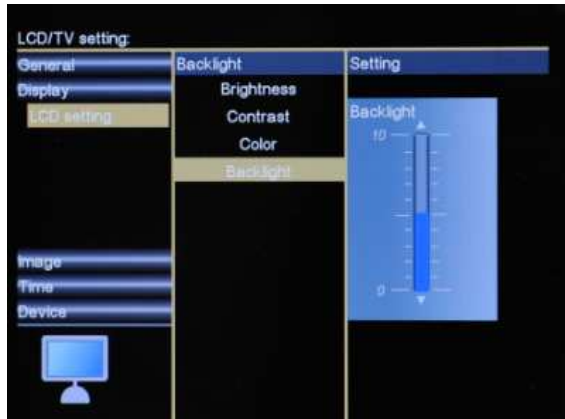 LCD/TV setting:
General
Display
LCD setting
Image
Time
Device
Backlight
Brightness
Contrast
Color
Backlight
Setting
Backlight
10
0